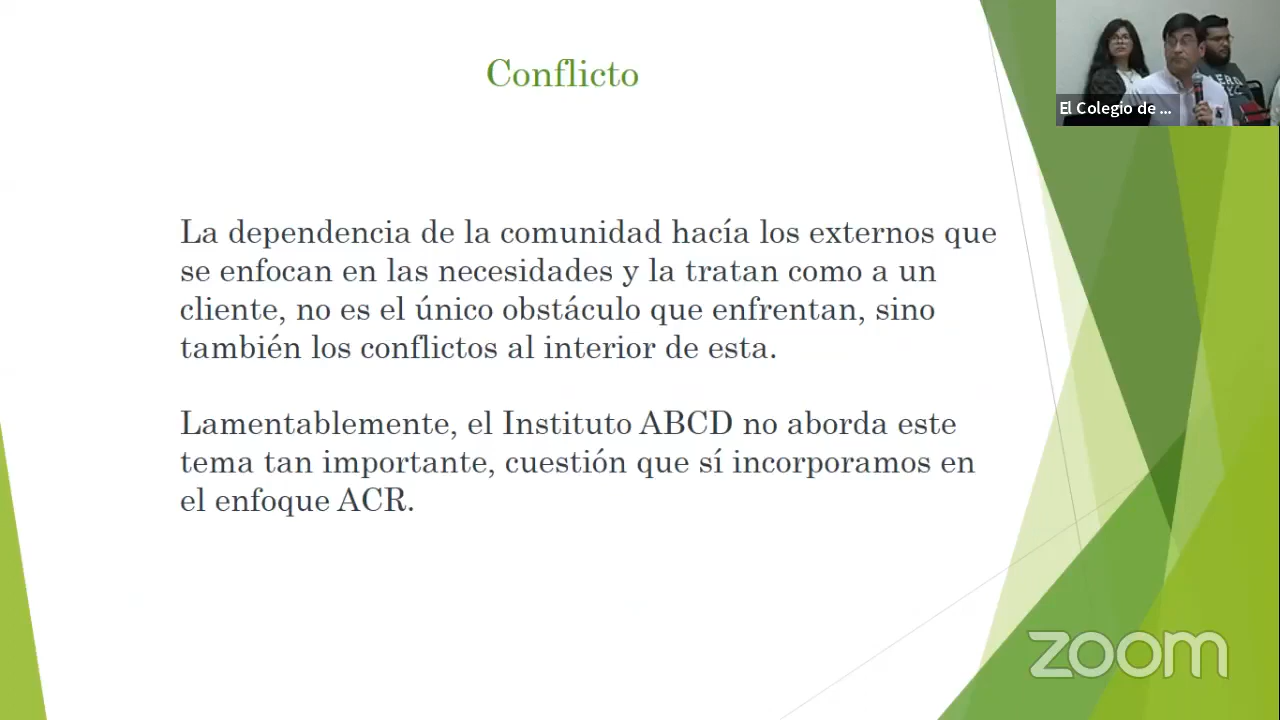 Conflicto
El Colegio de ...
La dependencia de la comunidad hacía los externos que
se enfocan en las necesidades y la tratan como a un
cliente, no es el único obstáculo que enfrentan, sino
también los conflictos al interior de esta.
Lamentablemente, el Instituto ABCD no aborda este
tema tan importante, cuestión que sí incorporamos en
el enfoque ACR.
zoom